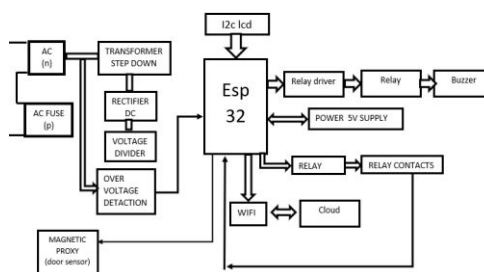 I2c lcd
AC
(n)
TRANSFORMER
STEP DOWN
Esp
32
Relay driver
Relay
Buzzer
RECTIFIER
DC
AC FUSE
(p)
POWER 5V SUPPLY
VOLTAGE
DIVIDER
RELAY
RELAY CONTACTS
OVER
VOLTAGE
DETACTION
WIFI
Cloud
MAGNETIC
PROXY
(door sensor)